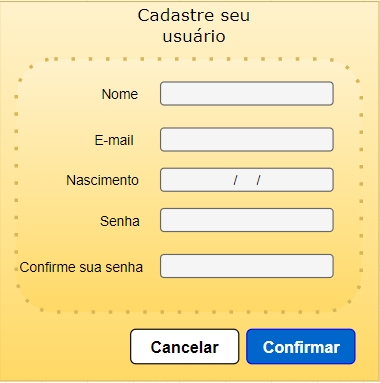 Cadastre seu
usuário
Nome
E-mail
Nascimento / /
Senha
Confirme sua senha
Cancelar Confirmar